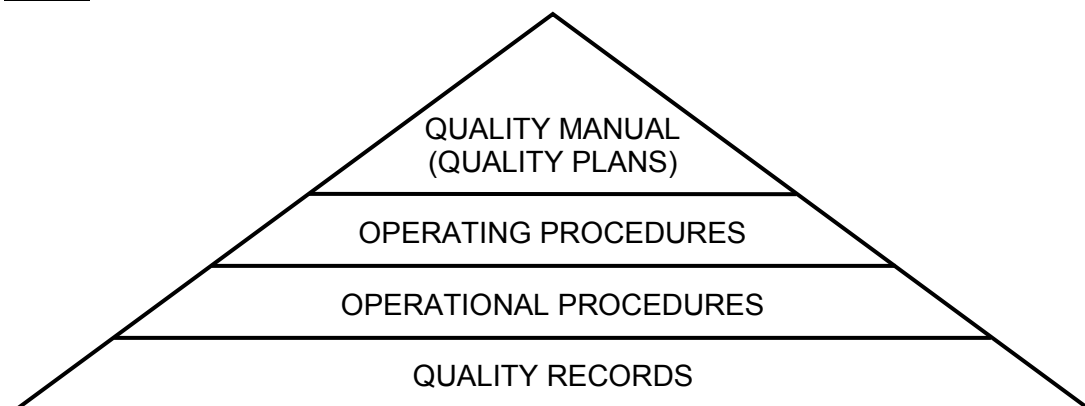 QUALITY MANUAL
(QUALITY PLANS)
OPERATING PROCEDURES
OPERATIONAL PROCEDURES
QUALITY RECORDS